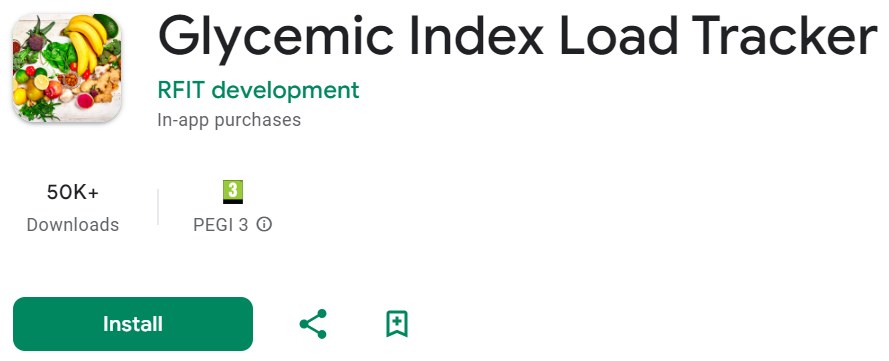 Glycemic Index Load Tracker
RFIT development
In-app purchases
50K+
Downloads
3
PEGI 3
Install